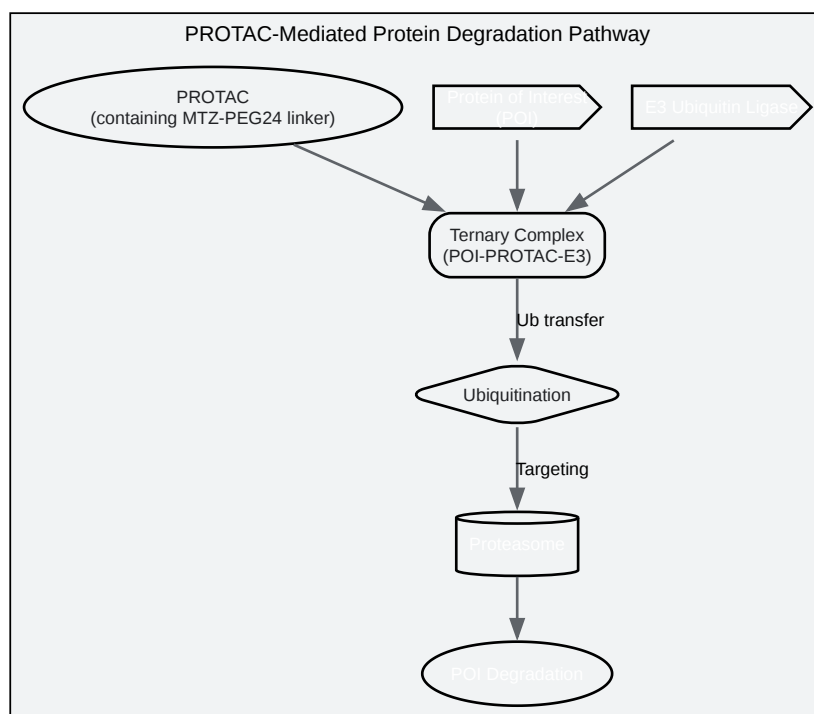 PROTAC-Mediated Protein Degradation Pathway
PROTAC
(containing MTZ-PEG24 linker)
Protein of Interest
(POI)
E3 Ubiquitin Ligase
Ternary Complex
(POI-PROTAC-E3)
Ub transfer
Ubiquitination
Targeting
Proteasome
POI Degradation